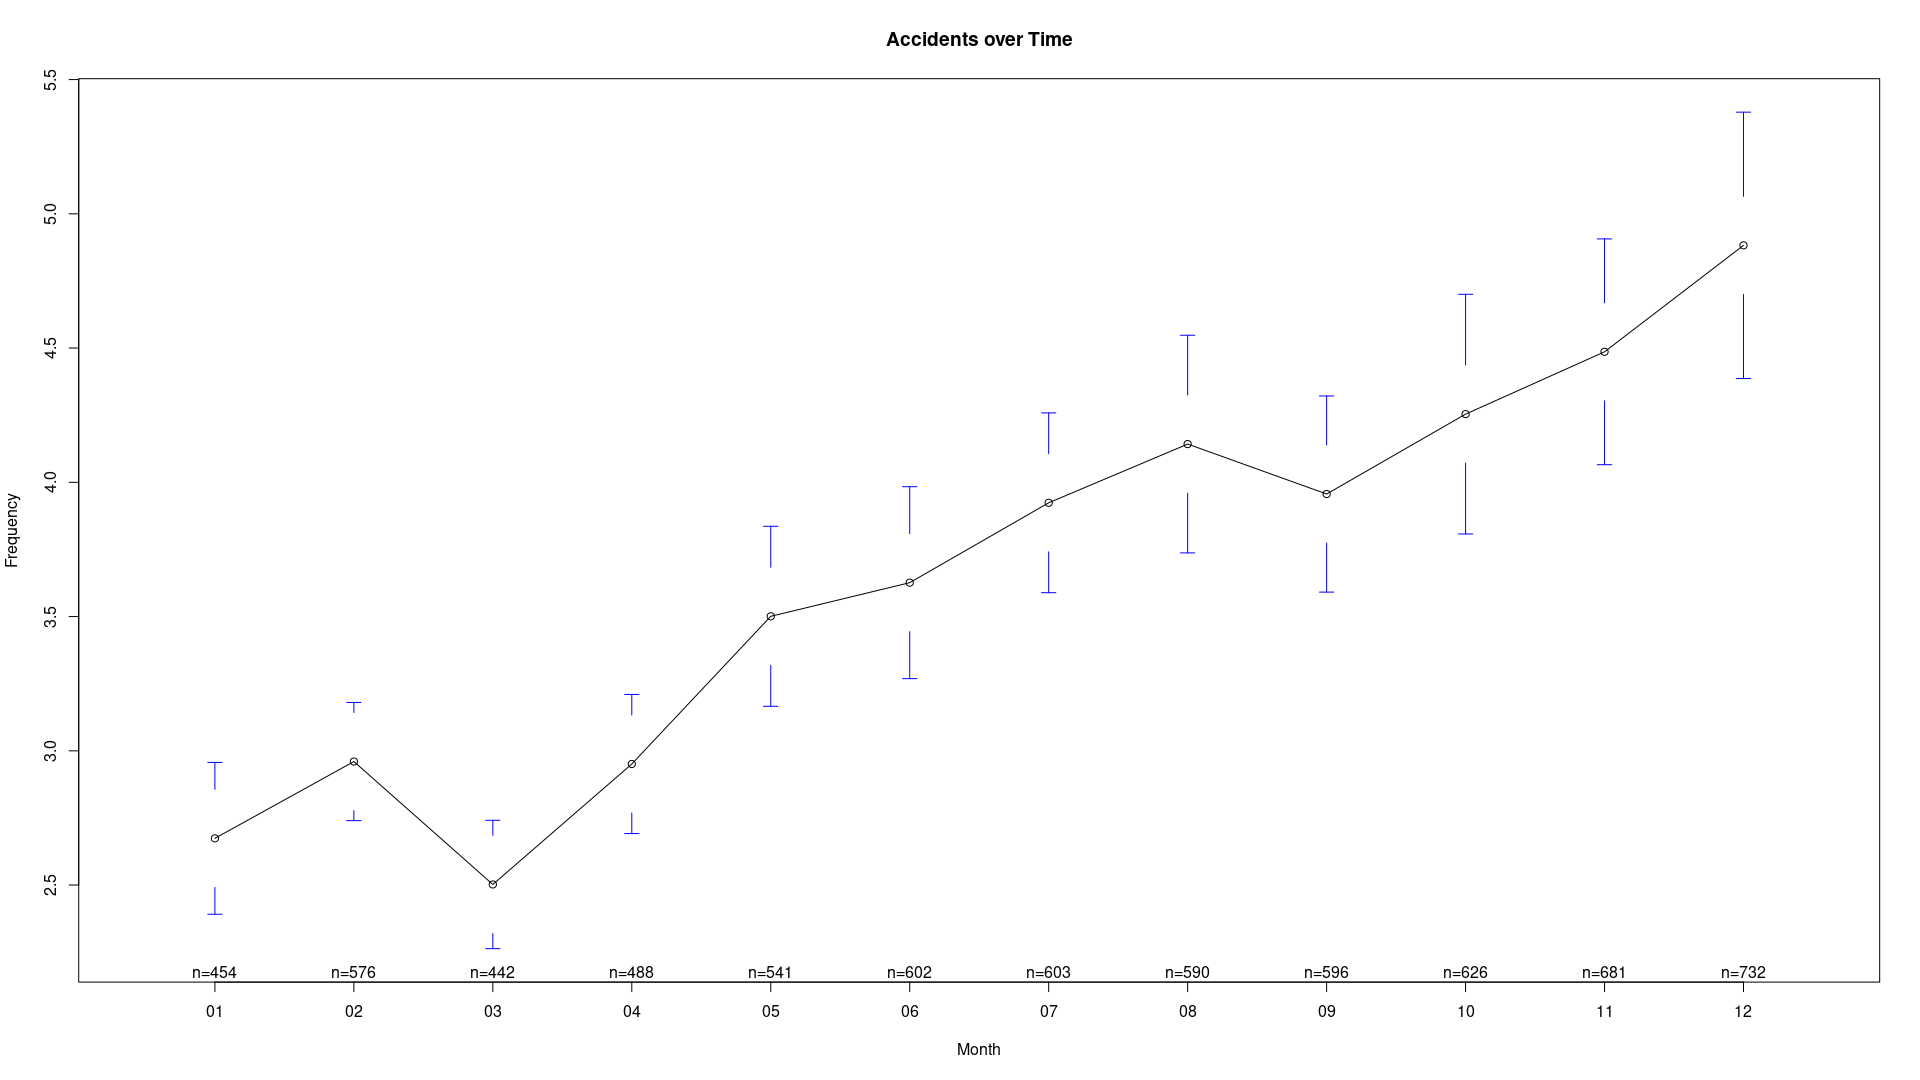 Accidents over Time
5.5
5.0
4.5
4.0
3.5
3.0
2.5
Frequency
n=454 n=576 n=442 n=488 n=541 n=602 n=603 n=590 n=596 n=626 n=681 n=732
01 02 03 04 05 06 07 08 09 10 11 12
Month